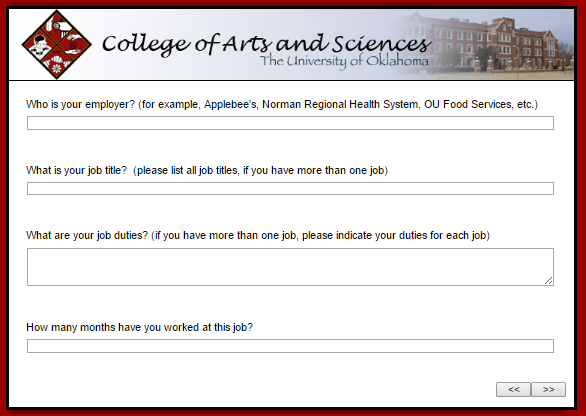 College of Arts and Sciences
The University of Oklahoma
Who is your employer? (for example, Applebee's, Norman Regional Health System, OU Food Services, etc.)
What is your job title?  (please list all job titles, if you have more than one job)
What are your job duties? (if you have more than one job, please indicate your duties for each job)
How many months have you worked at this job?
<< >>